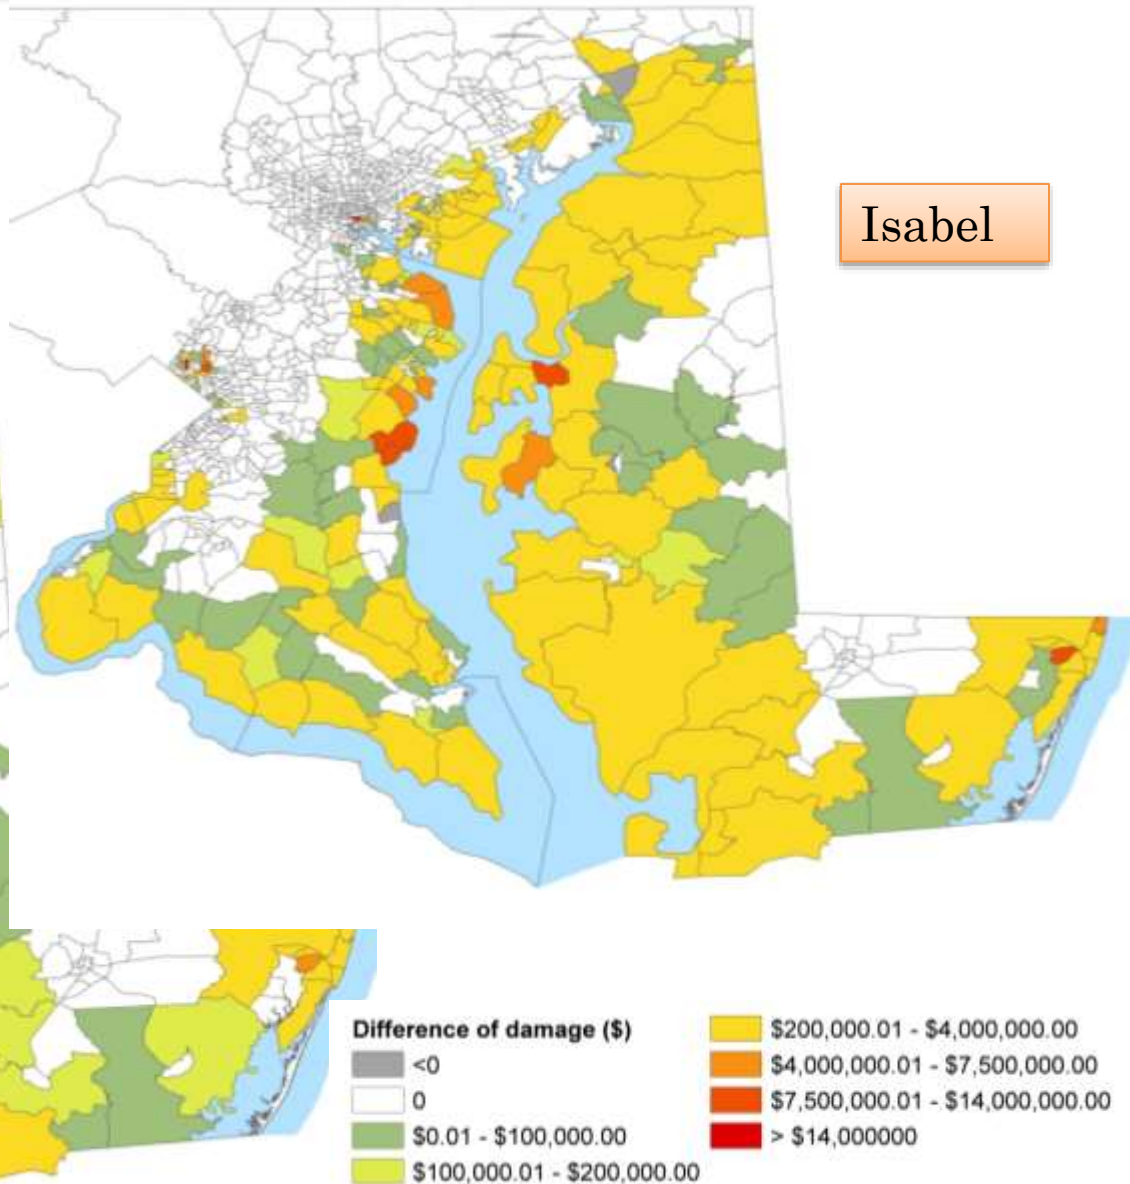 Isabel
Difference of damage ($)
<0
0
$0.01 - $100,000.00
$100,000.01 - $200,000.00
$200,000.01 - $4,000,000.00
$4,000,000.01 - $7,500,000.00
$7,500,000.01 - $14,000,000.00
> $14,000000